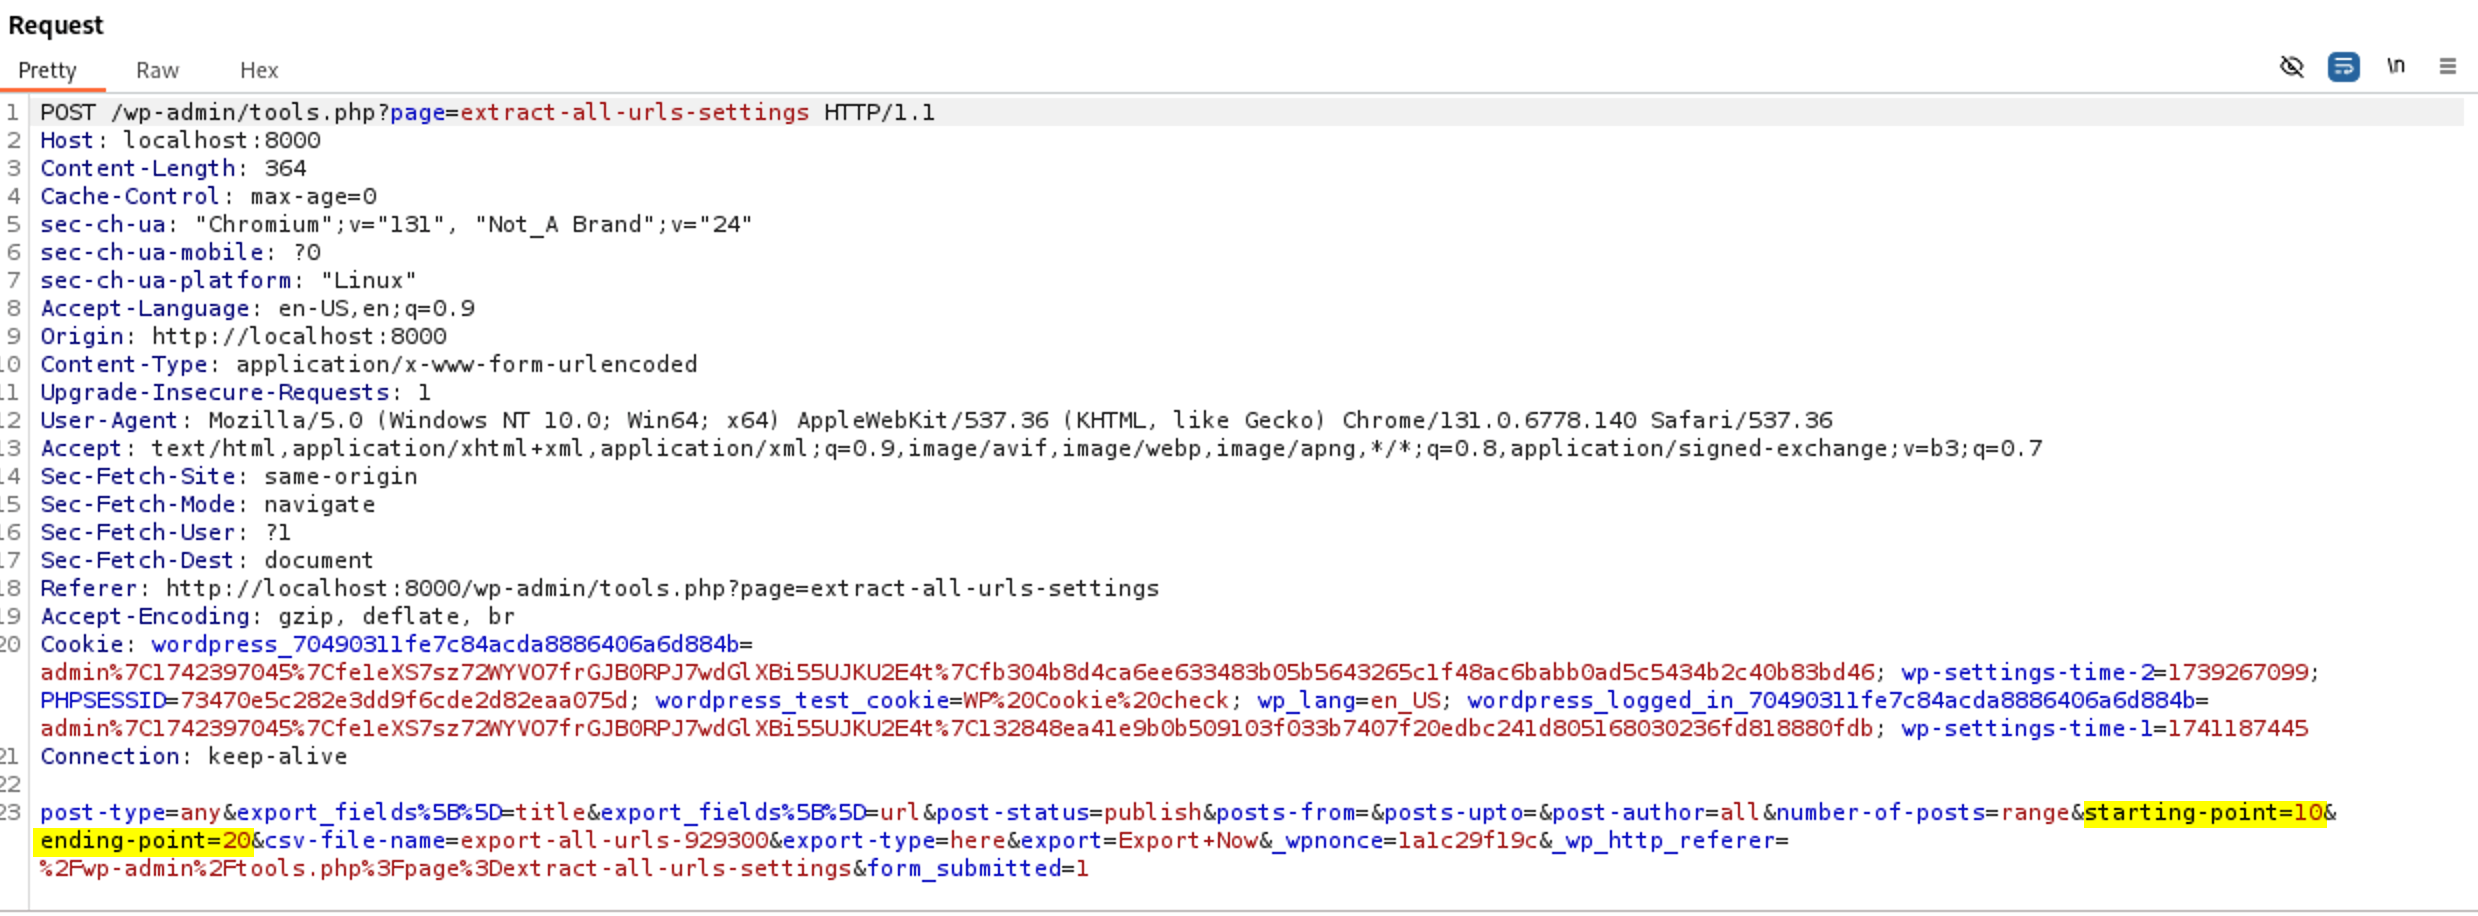 Request
Pretty Raw Hex
\n
1 POST /wp-admin/tools.php?page=extract-all-urls-settings HTTP/1.1
2 Host: localhost:8000
3 Content-Length: 364
4 Cache-Control: max-age=0
5 sec-ch-ua: "Chromium";v="131", "Not_A Brand";v="24"
6 sec-ch-ua-mobile: ?0
7 sec-ch-ua-platform: "Linux"
8 Accept-Language: en-US,en;q=0.9
9 Origin: http://localhost:8000
10 Content-Type: application/x-www-form-urlencoded
11 Upgrade-Insecure-Requests: 1
12 User-Agent: Mozilla/5.0 (Windows NT 10.0; Win64; x64) AppleWebKit/537.36 (KHTML, like Gecko) Chrome/131.0.6778.140 Safari/537.36
13 Accept: text/html,application/xhtml+xml,application/xml;q=0.9,image/avif,image/webp,image/apng,*/*;q=0.8,application/signed-exchange;v=b3;q=0.7
14 Sec-Fetch-Site: same-origin
15 Sec-Fetch-Mode: navigate
16 Sec-Fetch-User: ?1
17 Sec-Fetch-Dest: document
18 Referer: http://localhost:8000/wp-admin/tools.php?page=extract-all-urls-settings
19 Accept-Encoding: gzip, deflate, br
20 Cookie: wordpress_70490311fe7c84acda8886406a6d884b=
admin%7C1742397045%7CfeleXS7sz72WYVO7frGJB0RPJ7wdGlXBi55UJKU2E4t%7Cfb304b8d4ca6ee633483b05b5643265c1f48ac6babb0ad5c5434b2c40b83bd46; wp-settings-time-2=1739267099;
PHPSESSID=73470e5c282e3dd9f6cde2d82eaa075d; wordpress_test_cookie=WP%20Cookie%20check; wp_lang=en_US; wordpress_logged_in_70490311fe7c84acda8886406a6d884b=
admin%7C1742397045%7CfeleXS7sz72WYVO7frGJB0RPJ7wdGlXBi55UJKU2E4t%7C132848ea41e9b0b509103f033b7407f20edbc241d805168030236fd818880fdb; wp-settings-time-1=1741187445
21 Connection: keep-alive
22
23 post-type=any&export_fields%5B%5D=title&export_fields%5B%5D=url&post-status=publish&posts-from=&posts-upto=&post-author=all&number-of-posts=range&starting-point=10&
ending-point=20&csv-file-name=export-all-urls-929300&export-type=here&export=Export+Now&_wpnonce=1a1c29f19c&_wp_http_referer=
%2Fwp-admin%2Ftools.php%3Fpage%3Dextract-all-urls-settings&form_submitted=1